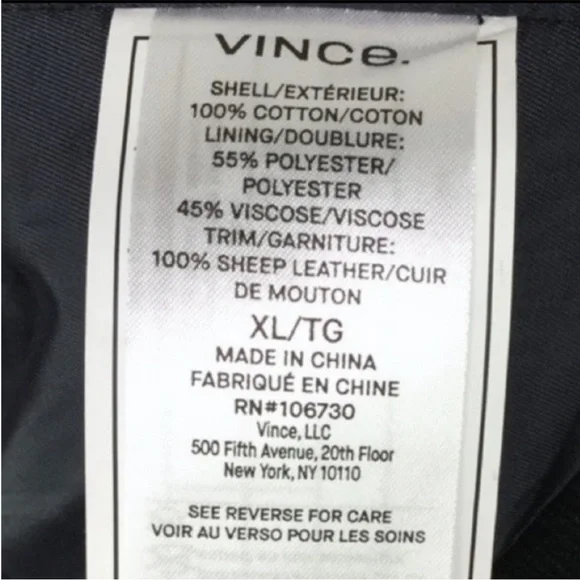 VINCe.
SHELL/EXTÉRIEUR:
100% COTTON/COTON
LINING/DOUBLURE:
55% POLYESTER/
POLYESTER
45% VISCOSE/VISCOSE
TRIM/GARNITURE:
100% SHEEP LEATHER/CUIR
DE MOUTON
XL/TG
MADE IN CHINA
FABRIQUÉ EN CHINE
RN#106730
Vince, LLC
500 Fifth Avenue, 20th Floor
New York, NY 10110
SEE REVERSE FOR CARE
VOIR AU VERSO POUR LES SOINS